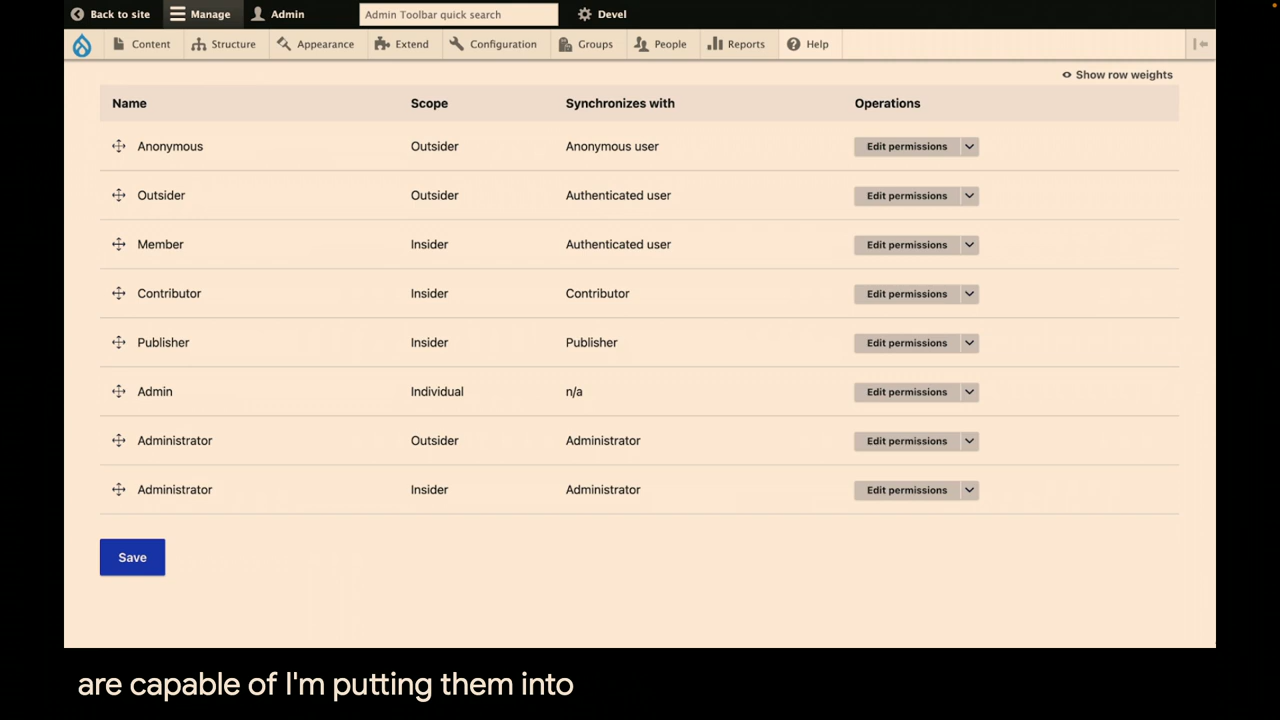 Back to site Manage Admin Admin Toolbar quick search Devel
Content Structure Appearance Extend Configuration Groups People Reports Help
Show row weights
Name Scope Synchronizes with Operations
Anonymous Outsider Anonymous user Edit permissions
Outsider Outsider Authenticated user Edit permissions
Member Insider Authenticated user Edit permissions
Contributor Insider Contributor Edit permissions
Publisher Insider Publisher Edit permissions
Admin Individual n/a Edit permissions
Administrator Outsider Administrator Edit permissions
Administrator Insider Administrator Edit permissions
Save
are capable of I'm putting them into